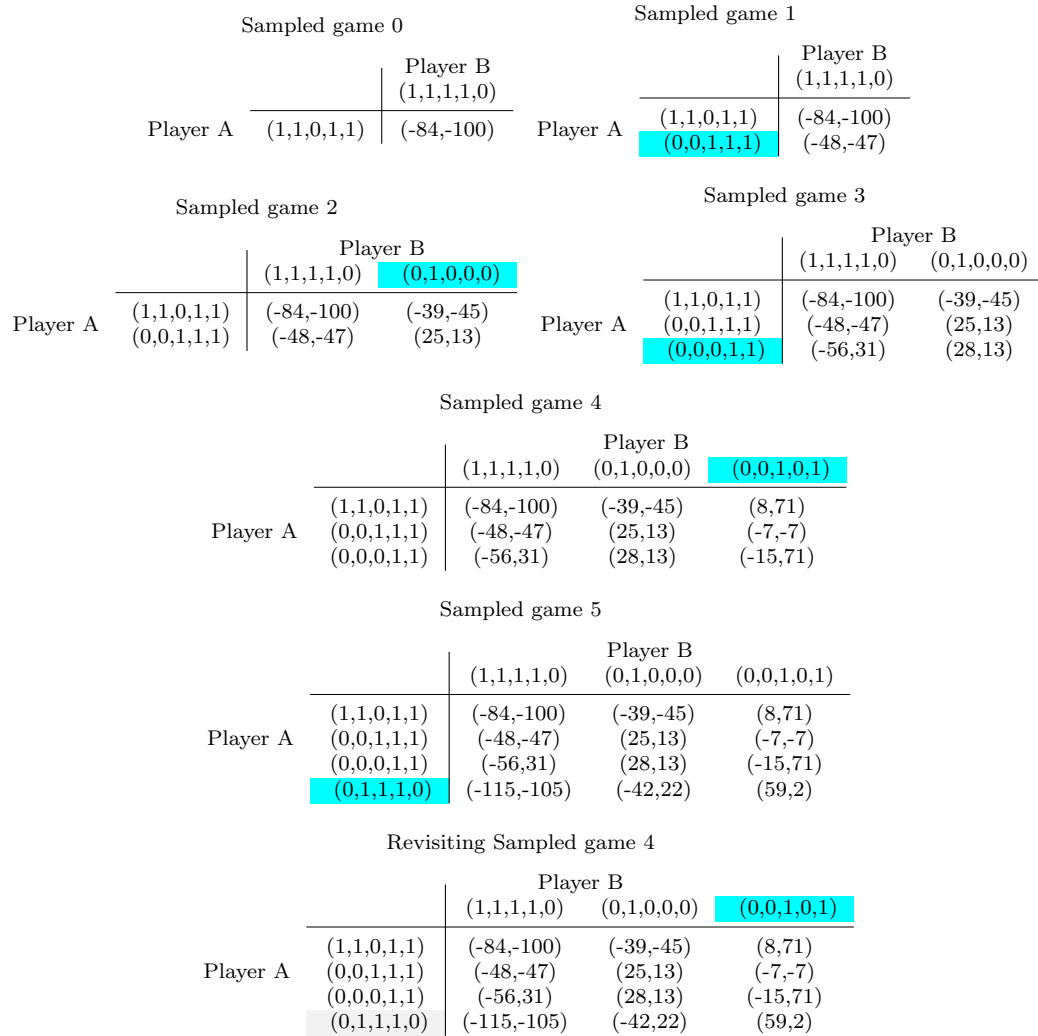 Sampled game 0
Player B
(1,1,1,1,0)
Player A (1,1,0,1,1) (-84,-100)
Sampled game 1
Player B
(1,1,1,1,0)
(1,1,0,1,1) (-84,-100)
Player A
(0,0,1,1,1) (-48,-47)
Sampled game 2
Player B
(1,1,1,1,0) (0,1,0,0,0)
(1,1,0,1,1) (-84,-100) (-39,-45)
Player A
(0,0,1,1,1) (-48,-47) (25,13)
Sampled game 3
Player B
(1,1,1,1,0) (0,1,0,0,0)
(1,1,0,1,1) (-84,-100) (-39,-45)
Player A (0,0,1,1,1) (-48,-47) (25,13)
(0,0,0,1,1) (-56,31) (28,13)
Sampled game 4
Player B
(1,1,1,1,0) (0,1,0,0,0) (0,0,1,0,1)
(1,1,0,1,1) (-84,-100) (-39,-45) (8,71)
Player A (0,0,1,1,1) (-48,-47) (25,13) (-7,-7)
(0,0,0,1,1) (-56,31) (28,13) (-15,71)
Sampled game 5
Player B
(1,1,1,1,0) (0,1,0,0,0) (0,0,1,0,1)
(1,1,0,1,1) (-84,-100) (-39,-45) (8,71)
Player A (0,0,1,1,1) (-48,-47) (25,13) (-7,-7)
(0,0,0,1,1) (-56,31) (28,13) (-15,71)
(0,1,1,1,0) (-115,-105) (-42,22) (59,2)
Revisiting Sampled game 4
Player B
(1,1,1,1,0) (0,1,0,0,0) (0,0,1,0,1)
(1,1,0,1,1) (-84,-100) (-39,-45) (8,71)
Player A (0,0,1,1,1) (-48,-47) (25,13) (-7,-7)
(0,0,0,1,1) (-56,31) (28,13) (-15,71)
(0,1,1,1,0) (-115,-105) (-42,22) (59,2)